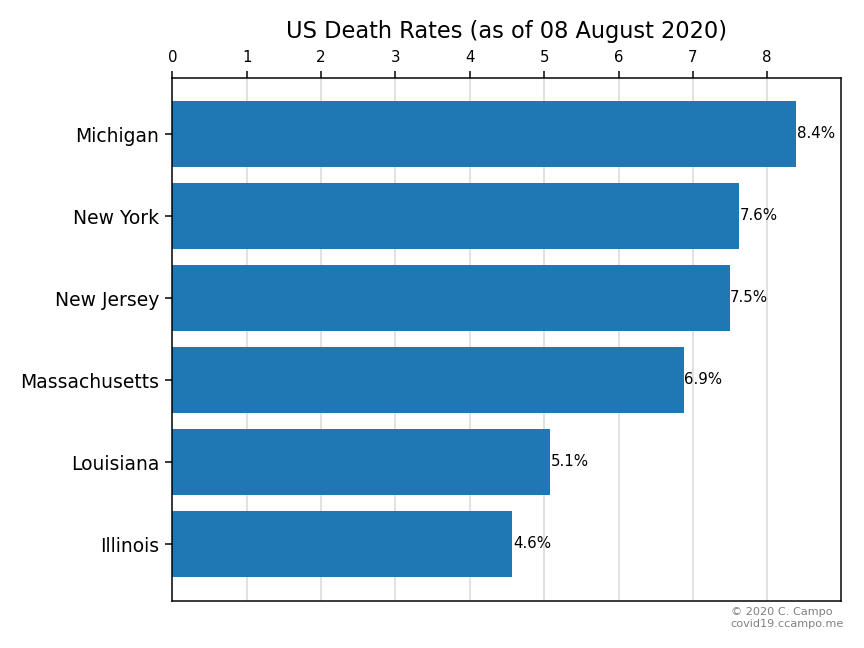 US Death Rates (as of 08 August 2020)
0 1 2 3 4 5 6 7 8
Michigan 8.4%
New York 7.6%
New Jersey 7.5%
Massachusetts 6.9%
Louisiana 5.1%
Illinois 4.6%
© 2020 C. Campo
covid19.ccampo.me